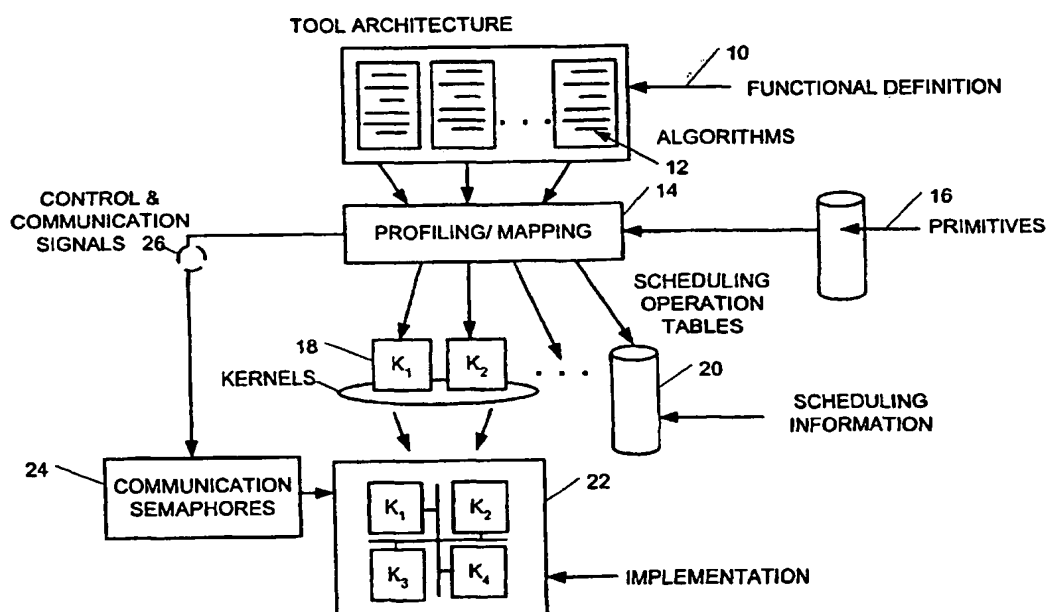 TOOL ARCHITECTURE
10
FUNCTIONAL DEFINITION
ALGORITHMS
12
CONTROL &
COMMUNICATION
SIGNALS 26
14
PROFILING/ MAPPING
16
PRIMITIVES
SCHEDULING
OPERATION
TABLES
18
K1
K2
KERNELS
. . .
20
SCHEDULING
INFORMATION
24
COMMUNICATION
SEMAPHORES
22
K1
K2
K3
K4
IMPLEMENTATION